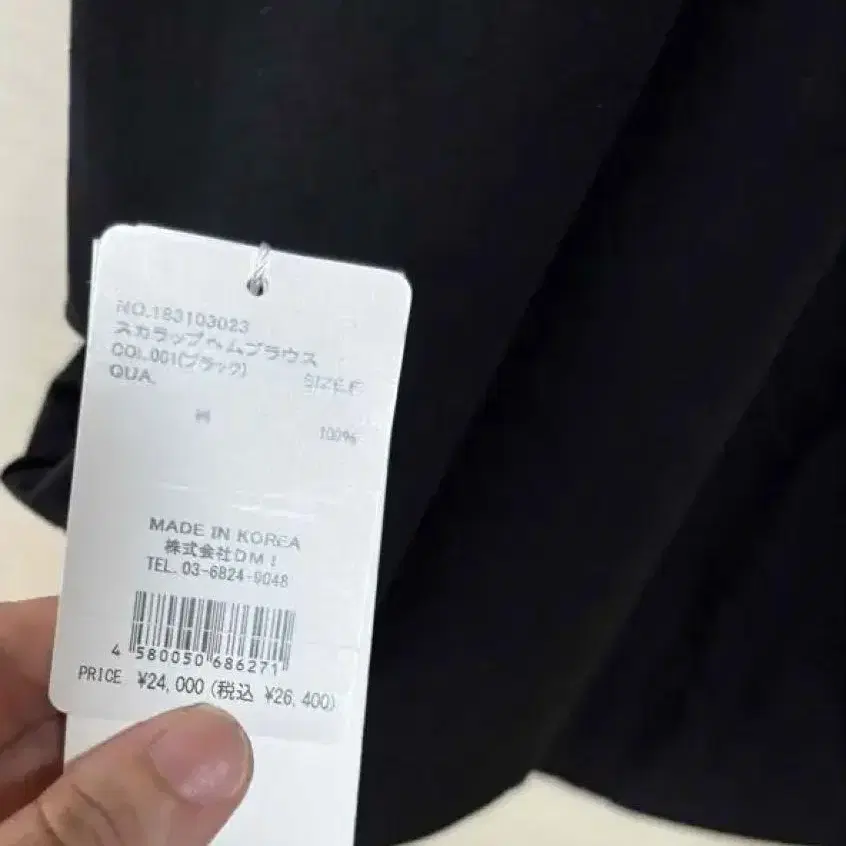 NO.183103023
スカラップヘムブラウス
COL.001(ブラック) SIZE.F
QUA.
綿 100%
MADE IN KOREA
株式会社DMI
TEL. 03-6824-9048
4 580050 686271
PRICE ¥24,000(税込 ¥26,400)